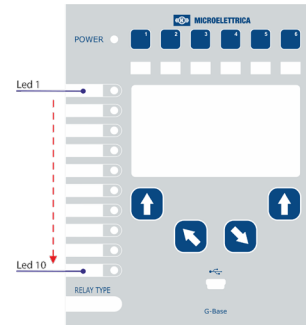 MICROELETTRICA
POWER
1 2 3 4 5 6
Led 1
Led 10
RELAY TYPE
G-Base